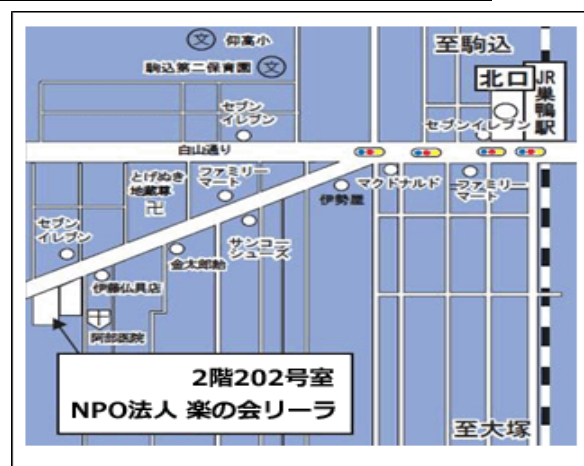 文 仰高小
駒込第二保育園 文
至駒込
北口
JR巣鴨駅
セブン
イレブン
セブンイレブン
白山通り
とげぬき
地蔵尊
卍
ファミリー
マート
伊勢屋
マクドナルド
ファミリー
マート
セブン
イレブン
サンコー
シューズ
金太郎飴
伊藤仏具店
阿部医院
2階202号室
NPO法人 楽の会リーラ
至大塚